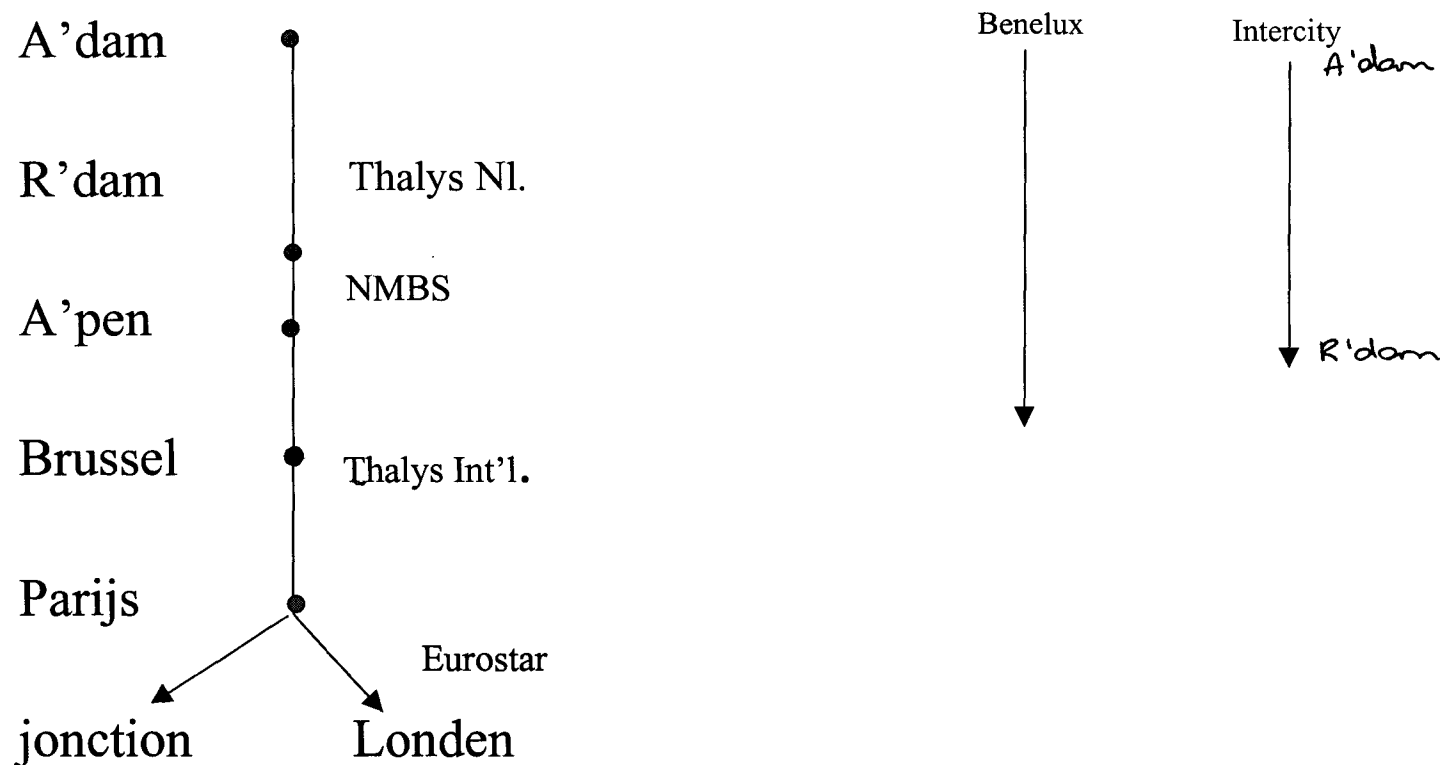 A'dam
Benelux
Intercity
A'dam
R'dam
Thalys Nl.
NMBS
A'pen
R'dam
Brussel
Thalys Int'l.
Parijs
Eurostar
jonction
Londen